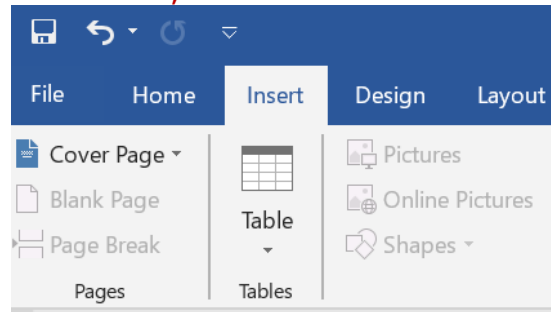 File Home Insert Design Layout
Cover Page
Blank Page
Page Break
Pages
Table
Tables
Pictures
Online Pictures
Shapes